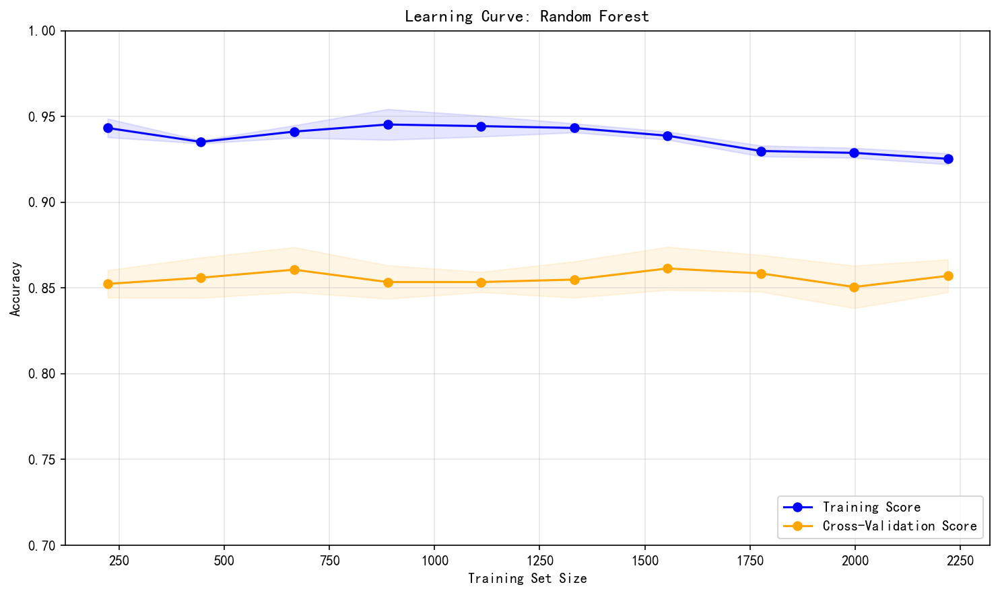 Learning Curve: Random Forest
1.00
0.95
0.90
0.85
0.80
0.75
0.70
Accuracy
250 500 750 1000 1250 1500 1750 2000 2250
Training Set Size
Training Score
Cross-Validation Score